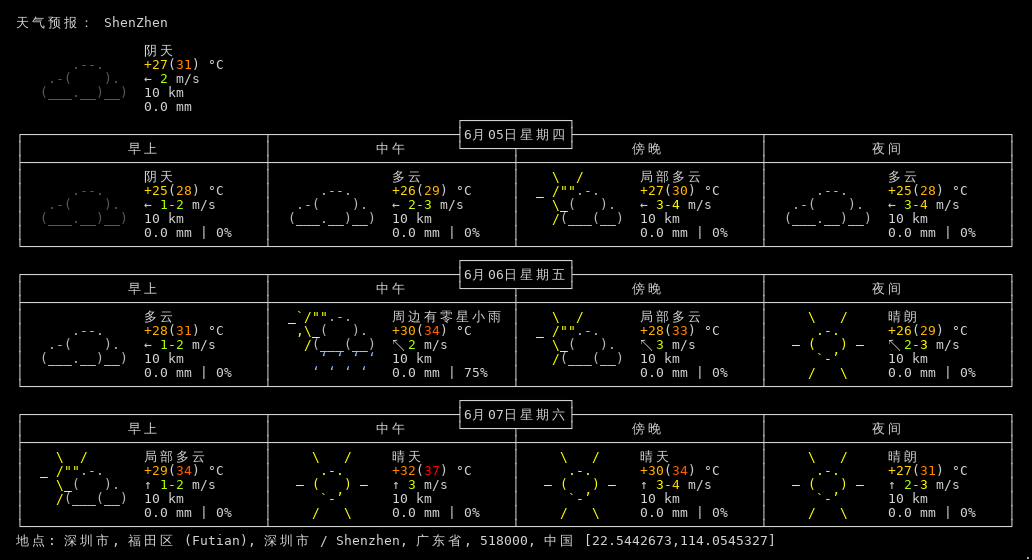 天气预报： ShenZhen
阴天
+27(31) °C
← 2 m/s
10 km
0.0 mm
6月05日星期四
早上 中午 傍晚 夜间
阴天 多云 局部多云 多云
+25(28) °C +26(29) °C +27(30) °C +25(28) °C
← 1-2 m/s ← 2-3 m/s ← 3-4 m/s ← 3-4 m/s
10 km 10 km 10 km 10 km
0.0 mm | 0% 0.0 mm | 0% 0.0 mm | 0% 0.0 mm | 0%
6月06日星期五
早上 中午 傍晚 夜间
多云 周边有零星小雨 局部多云 晴朗
+28(31) °C +30(34) °C +28(33) °C +26(29) °C
← 1-2 m/s ↖ 2 m/s ↖ 3 m/s ↖ 2-3 m/s
10 km 10 km 10 km 10 km
0.0 mm | 0% 0.0 mm | 75% 0.0 mm | 0% 0.0 mm | 0%
6月07日星期六
早上 中午 傍晚 夜间
局部多云 晴天 晴天 晴朗
+29(34) °C +32(37) °C +30(34) °C +27(31) °C
↑ 1-2 m/s ↑ 3 m/s ↑ 3-4 m/s ↑ 2-3 m/s
10 km 10 km 10 km 10 km
0.0 mm | 0% 0.0 mm | 0% 0.0 mm | 0% 0.0 mm | 0%
地点: 深圳市, 福田区 (Futian), 深圳市 / Shenzhen, 广东省, 518000, 中国 [22.5442673,114.0545327]